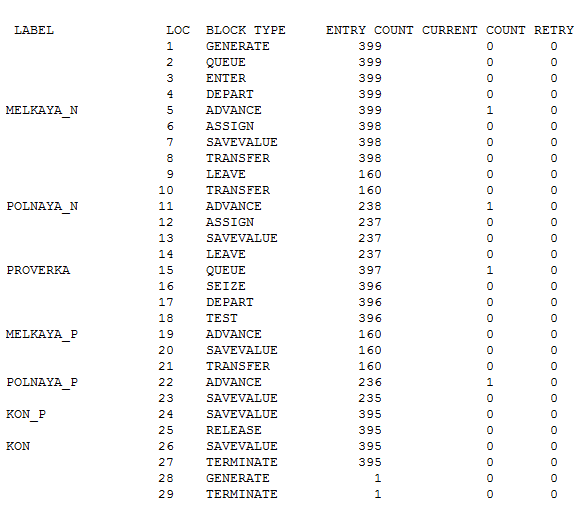 LABEL LOC BLOCK TYPE ENTRY COUNT CURRENT COUNT RETRY
1 GENERATE 399 0 0
2 QUEUE 399 0 0
3 ENTER 399 0 0
4 DEPART 399 0 0
MELKAYA_N 5 ADVANCE 399 1 0
6 ASSIGN 398 0 0
7 SAVEVALUE 398 0 0
8 TRANSFER 398 0 0
9 LEAVE 160 0 0
10 TRANSFER 160 0 0
POLNAYA_N 11 ADVANCE 238 1 0
12 ASSIGN 237 0 0
13 SAVEVALUE 237 0 0
14 LEAVE 237 0 0
PROVERKA 15 QUEUE 397 1 0
16 SEIZE 396 0 0
17 DEPART 396 0 0
18 TEST 396 0 0
MELKAYA_P 19 ADVANCE 160 0 0
20 SAVEVALUE 160 0 0
21 TRANSFER 160 0 0
POLNAYA_P 22 ADVANCE 236 1 0
23 SAVEVALUE 235 0 0
KON_P 24 SAVEVALUE 395 0 0
25 RELEASE 395 0 0
KON 26 SAVEVALUE 395 0 0
27 TERMINATE 395 0 0
28 GENERATE 1 0 0
29 TERMINATE 1 0 0